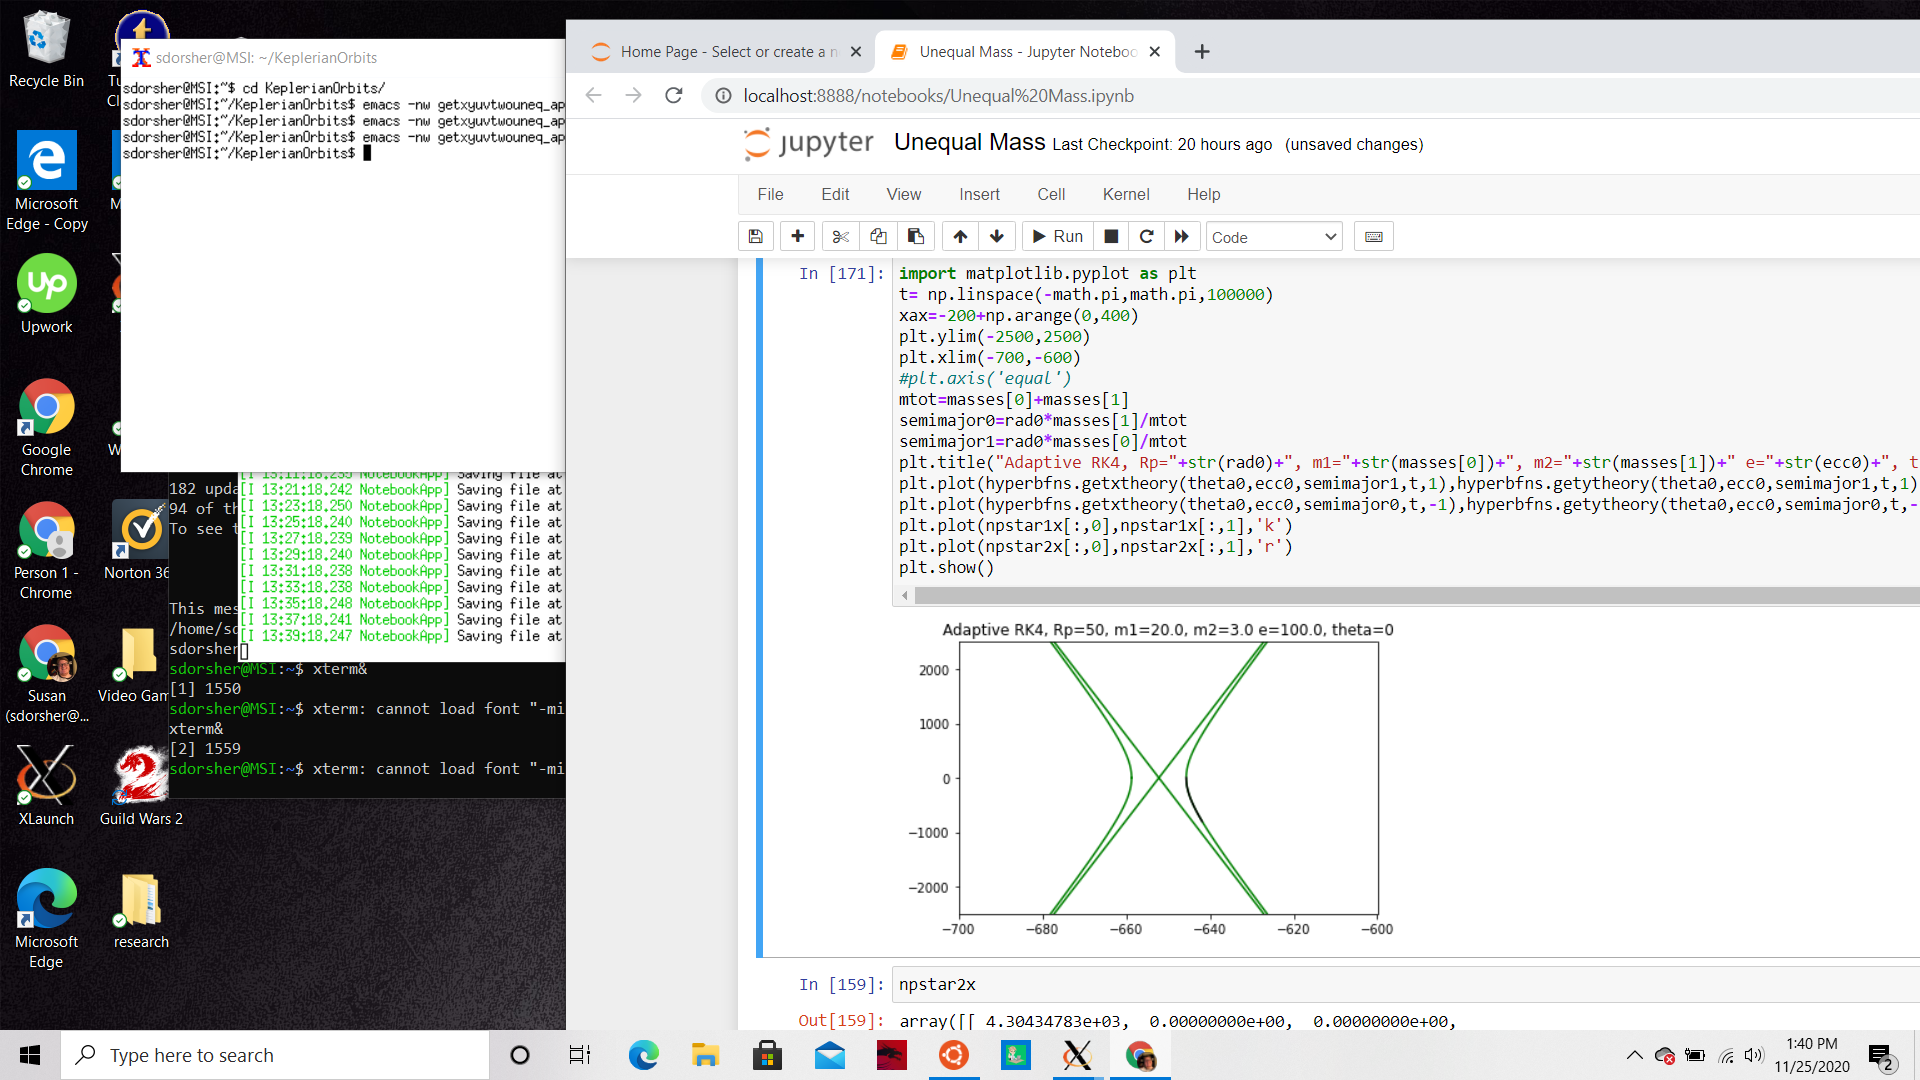 Recycle Bin
Microsoft
Edge - Copy
Upwork
Google
Chrome
Person 1 -
Chrome
Norton 36
Susan
(sdorsher@...
Video Gam
XLaunch
Guild Wars 2
Microsoft
Edge
research
sdorsher@MSI: ~/KeplerianOrbits
sdorsher@MSI:~$ cd KeplerianOrbits/
sdorsher@MSI:~/KeplerianOrbits$ emacs -nw getxyuvtwouneq_ap
sdorsher@MSI:~/KeplerianOrbits$ emacs -nw getxyuvtwouneq_ap
sdorsher@MSI:~/KeplerianOrbits$ emacs -nw getxyuvtwouneq_ap
sdorsher@MSI:~/KeplerianOrbits$
[I 13:11:18.239 NotebookApp] Saving file at
[I 13:21:18.242 NotebookApp] Saving file at
[I 13:23:18.250 NotebookApp] Saving file at
[I 13:25:18.240 NotebookApp] Saving file at
[I 13:27:18.239 NotebookApp] Saving file at
[I 13:29:18.240 NotebookApp] Saving file at
[I 13:31:18.238 NotebookApp] Saving file at
[I 13:33:18.238 NotebookApp] Saving file at
[I 13:35:18.248 NotebookApp] Saving file at
[I 13:37:18.241 NotebookApp] Saving file at
[I 13:39:18.247 NotebookApp] Saving file at
182 upda
94 of th
To see t
This mes
/home/sd
sdorsher
sdorsher@MSI:~$ xterm&
[1] 1550
sdorsher@MSI:~$ xterm: cannot load font "-mi
xterm&
[2] 1559
sdorsher@MSI:~$ xterm: cannot load font "-mi
Home Page - Select or create a n
Unequal Mass - Jupyter Noteboo
localhost:8888/notebooks/Unequal%20Mass.ipynb
jupyter Unequal Mass Last Checkpoint: 20 hours ago (unsaved changes)
File Edit View Insert Cell Kernel Help
Run Code
In [171]: import matplotlib.pyplot as plt
t= np.linspace(-math.pi,math.pi,100000)
xax=-200+np.arange(0,400)
plt.ylim(-2500,2500)
plt.xlim(-700,-600)
#plt.axis('equal')
mtot=masses[0]+masses[1]
semimajor0=rad0*masses[1]/mtot
semimajor1=rad0*masses[0]/mtot
plt.title("Adaptive RK4, Rp="+str(rad0)+", m1="+str(masses[0])+", m2="+str(masses[1])+" e="+str(ecc0)+", t
plt.plot(hyperbfns.getxtheory(theta0,ecc0,semimajor1,t,1),hyperbfns.getytheory(theta0,ecc0,semimajor1,t,1)
plt.plot(hyperbfns.getxtheory(theta0,ecc0,semimajor0,t,-1),hyperbfns.getytheory(theta0,ecc0,semimajor0,t,-
plt.plot(npstar1x[:,0],npstar1x[:,1],'k')
plt.plot(npstar2x[:,0],npstar2x[:,1],'r')
plt.show()
Adaptive RK4, Rp=50, m1=20.0, m2=3.0 e=100.0, theta=0
2000
1000
0
−1000
−2000
−700 −680 −660 −640 −620 −600
In [159]: npstar2x
Out[159]: array([[ 4.30434783e+03, 0.00000000e+00, 0.00000000e+00,
Type here to search
1:40 PM
11/25/2020
2